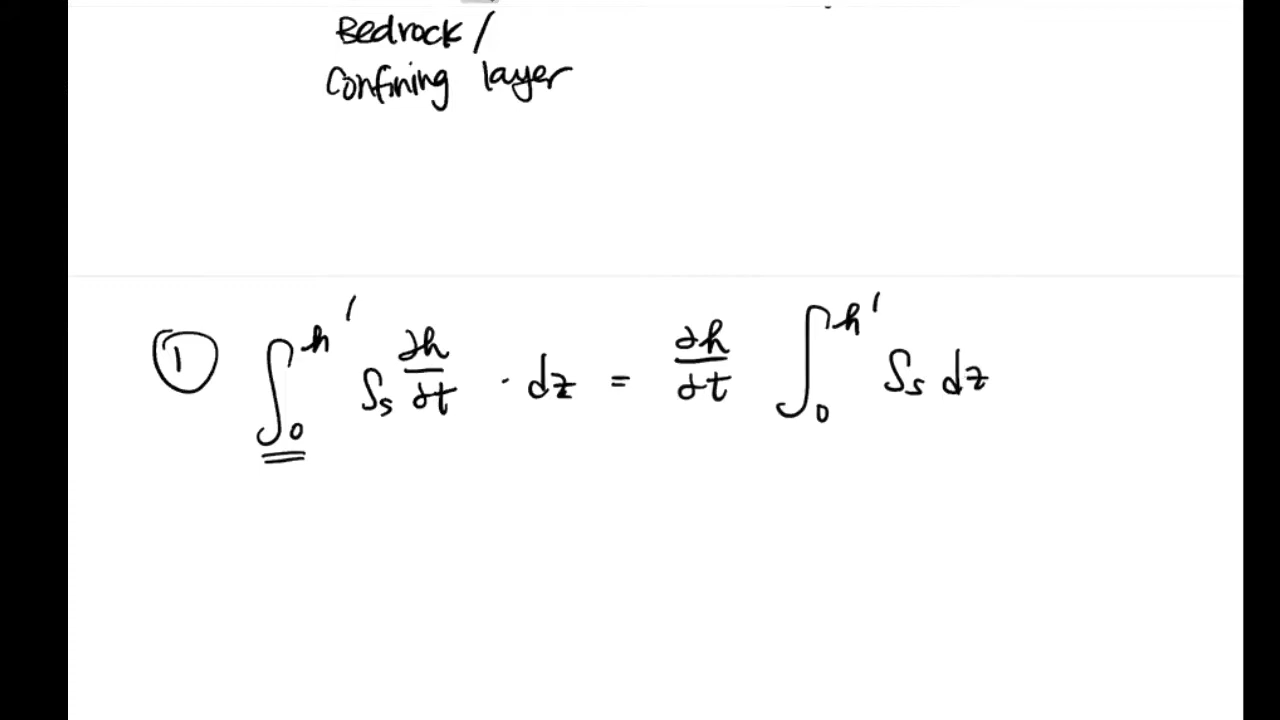 Bedrock /
Confining layer
① ∫₀^h' Ss ∂h/∂t · dz = ∂h/∂t ∫₀^h' Ss dz